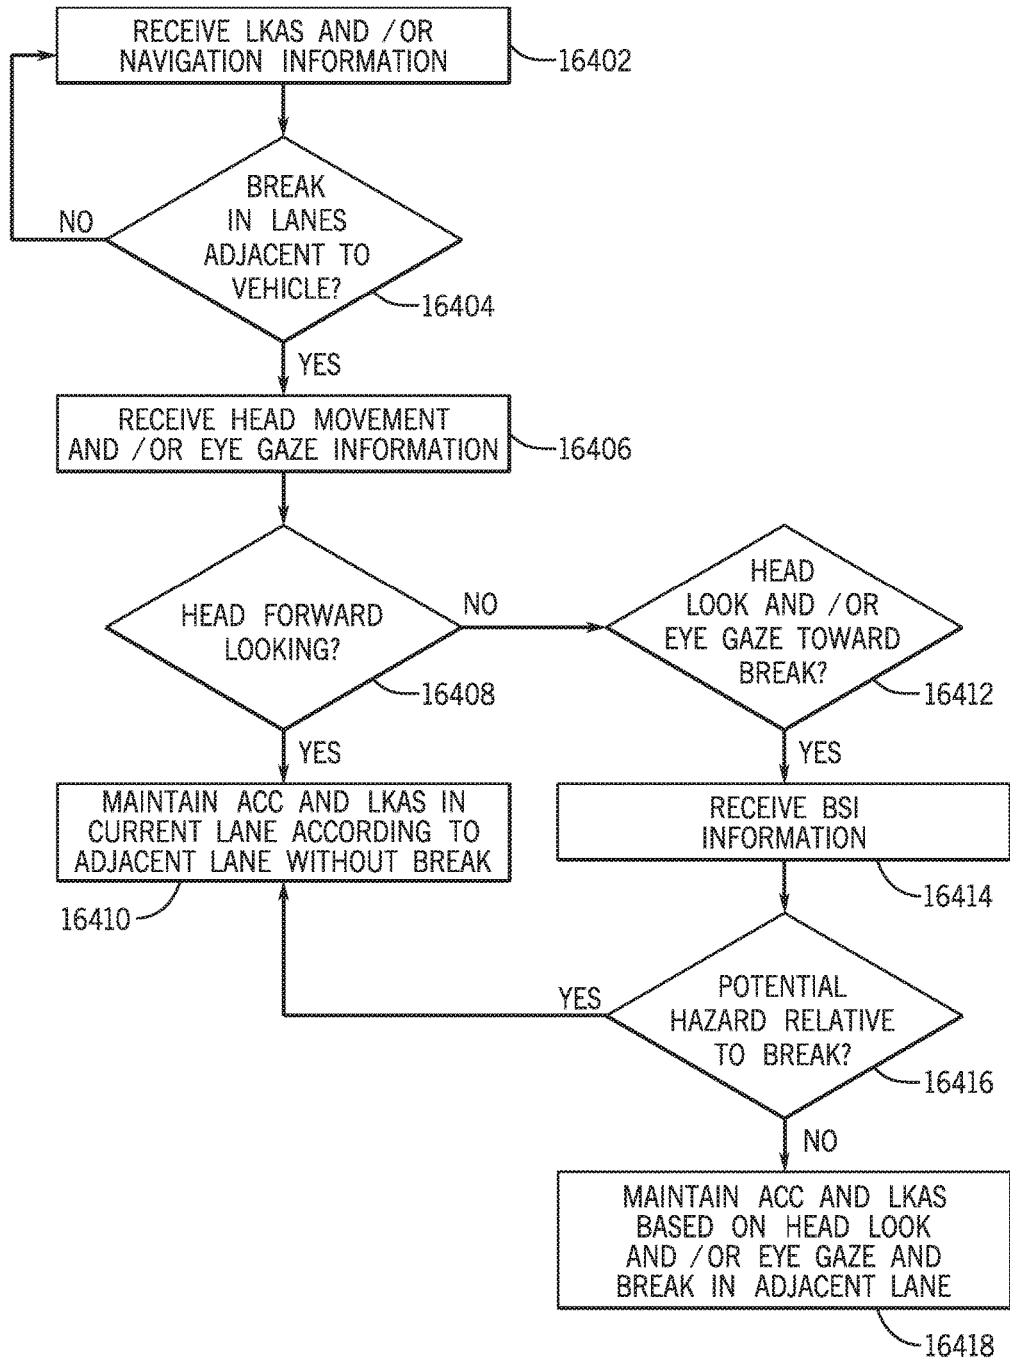 RECEIVE LKAS AND /OR
NAVIGATION INFORMATION
16402
BREAK
IN LANES
ADJACENT TO
VEHICLE?
NO
16404
YES
RECEIVE HEAD MOVEMENT
AND /OR EYE GAZE INFORMATION
16406
HEAD FORWARD
LOOKING?
NO
16408
YES
HEAD
LOOK AND /OR
EYE GAZE TOWARD
BREAK?
16412
YES
MAINTAIN ACC AND LKAS IN
CURRENT LANE ACCORDING TO
ADJACENT LANE WITHOUT BREAK
16410
RECEIVE BSI
INFORMATION
16414
YES
POTENTIAL
HAZARD RELATIVE
TO BREAK?
16416
NO
MAINTAIN ACC AND LKAS
BASED ON HEAD LOOK
AND /OR EYE GAZE AND
BREAK IN ADJACENT LANE
16418